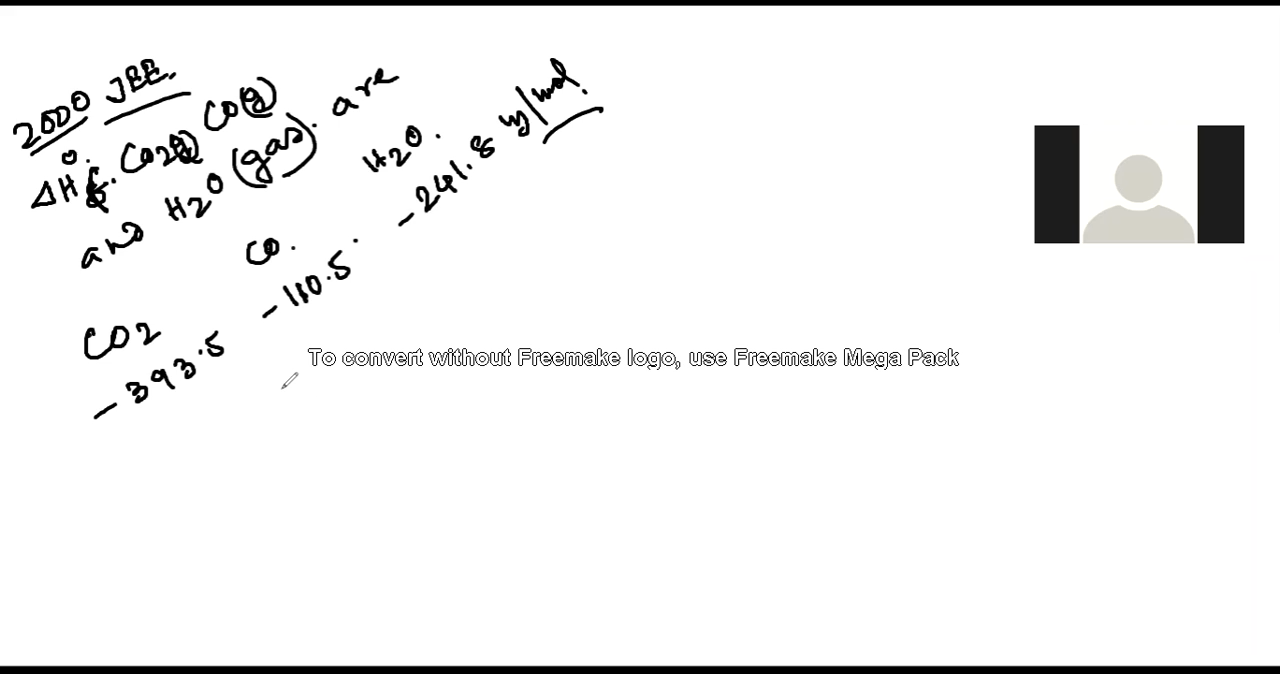 2000 JEE.
ΔH°f. CO2(g) CO(g)
and H2O (gas). are
CO2 CO. H2O.
-393.5 -110.5. -241.8 kJ/mol.
To convert without Freemake logo, use Freemake Mega Pack